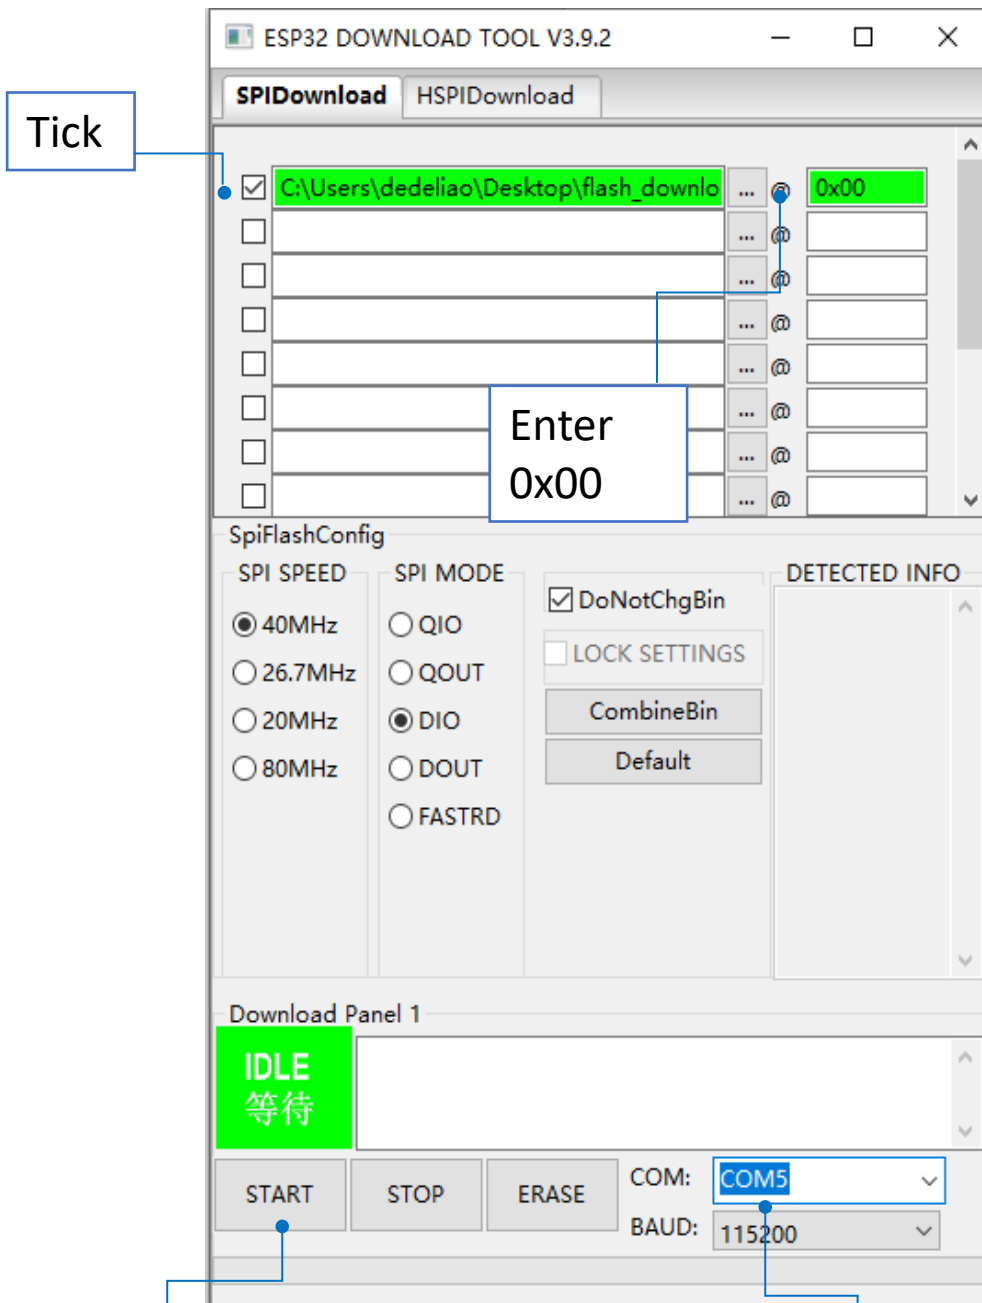 ESP32 DOWNLOAD TOOL V3.9.2
SPIDownload HSPIDownload
Tick
C:\Users\dedeliao\Desktop\flash_downlo ... @ 0x00
... @
... @
... @
... @
... @
... @
... @
Enter
0x00
SpiFlashConfig
SPI SPEED
40MHz
26.7MHz
20MHz
80MHz
SPI MODE
QIO
QOUT
DIO
DOUT
FASTRD
DoNotChgBin
LOCK SETTINGS
CombineBin
Default
DETECTED INFO
Download Panel 1
IDLE
等待
START STOP ERASE
COM: COM5
BAUD: 115200